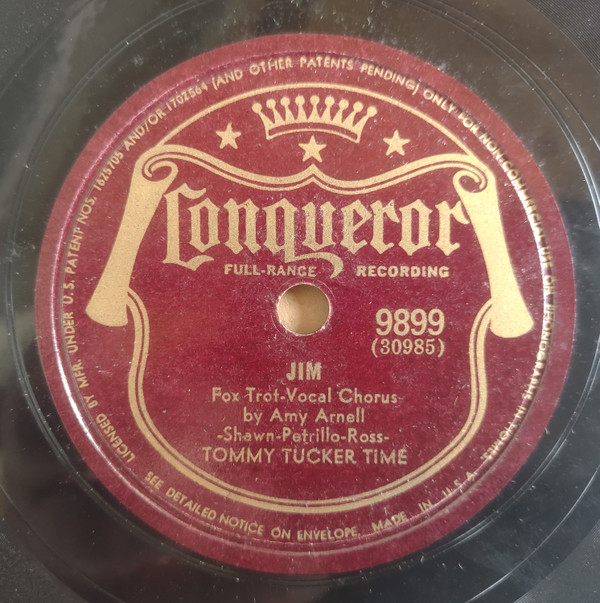 Conqueror
FULL-RANGE RECORDING
9899
(30985)
JIM
Fox Trot-Vocal Chorus
by Amy Arnell
-Shawn-Petrillo-Ross-
TOMMY TUCKER TIME
LICENSED BY MFR. UNDER U.S. PATENT NOS. 1625705 AND/OR 1702564 (AND OTHER PATENTS PENDING) ONLY FOR NON-COMMERCIAL USE ON PHONOGRAPHS IN HOMES.
SEE DETAILED NOTICE ON ENVELOPE. MADE IN U.S.A.